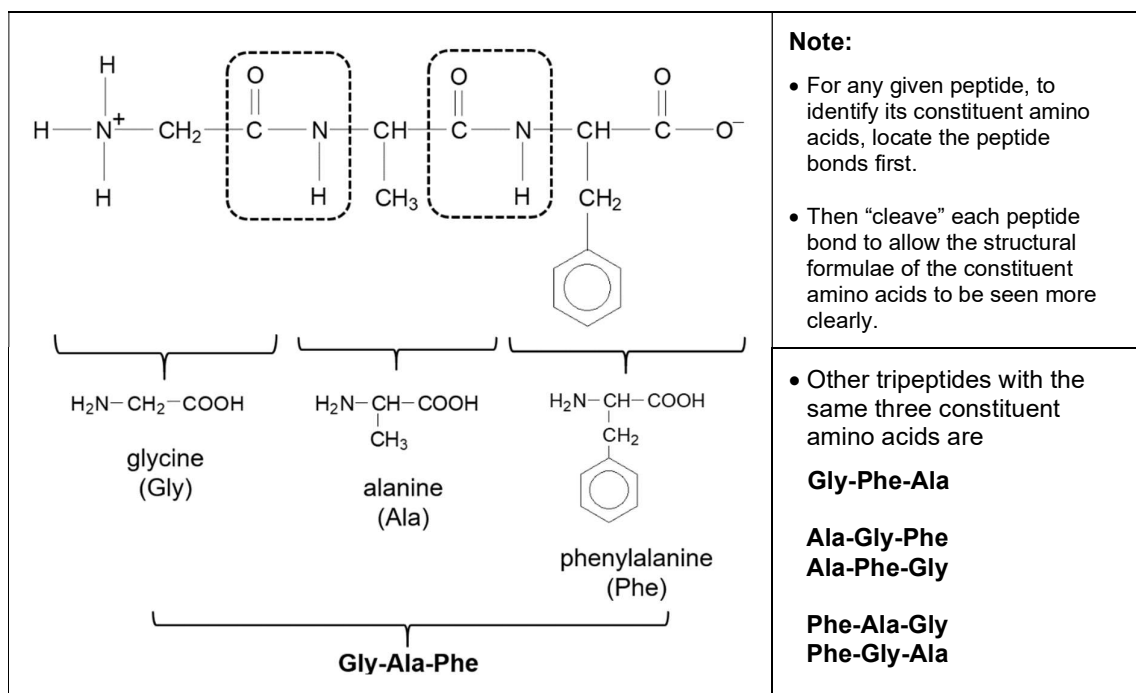 H
O
O
O
H
N
+
CH2
C
N
CH
C
N
CH
C
O−
H
H
CH3
H
CH2
H2N
CH2
COOH
H2N
CH
COOH
CH3
H2N
CH
COOH
CH2
glycine
(Gly)
alanine
(Ala)
phenylalanine
(Phe)
Gly-Ala-Phe
Note:
• For any given peptide, to
identify its constituent amino
acids, locate the peptide
bonds first.
• Then “cleave” each peptide
bond to allow the structural
formulae of the constituent
amino acids to be seen more
clearly.
• Other tripeptides with the
same three constituent
amino acids are
Gly-Phe-Ala
Ala-Gly-Phe
Ala-Phe-Gly
Phe-Ala-Gly
Phe-Gly-Ala